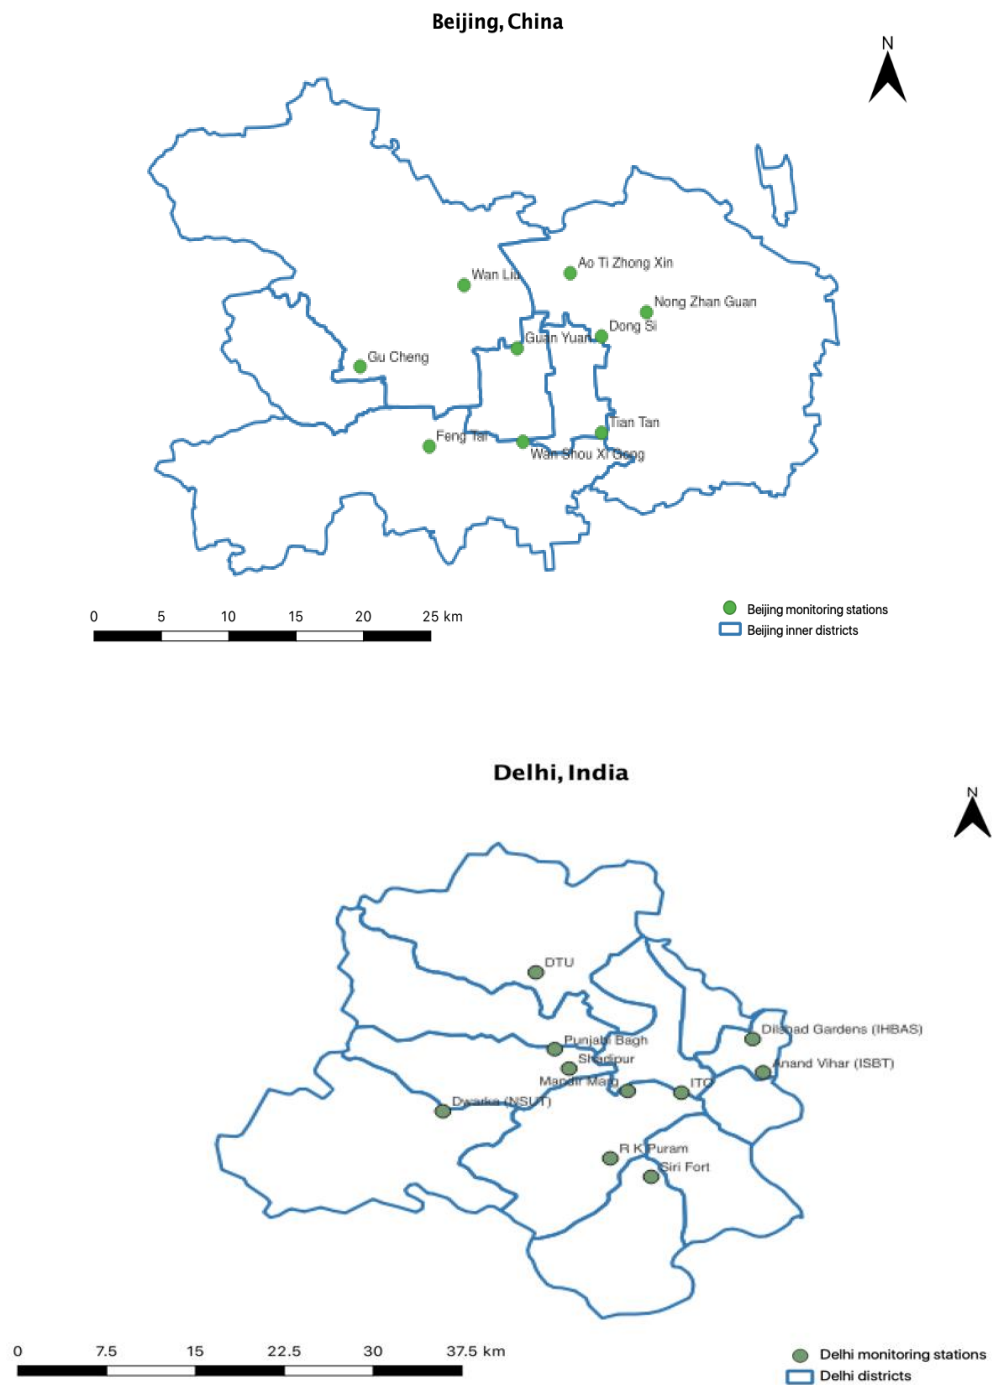 Beijing, China
N
Ao Ti Zhong Xin
Wan Liu
Nong Zhan Guan
Dong Si
Guan Yuan
Gu Cheng
Tian Tan
Feng Tai
Wan Shou Xi Gong
0 5 10 15 20 25 km
Beijing monitoring stations
Beijing inner districts
Delhi, India
N
DTU
Dilshad Gardens (IHBAS)
Punjabi Bagh
Shadipur
Anand Vihar (ISBT)
Mandir Marg
ITO
Dwarka (NSUT)
R K Puram
Siri Fort
0 7.5 15 22.5 30 37.5 km
Delhi monitoring stations
Delhi districts